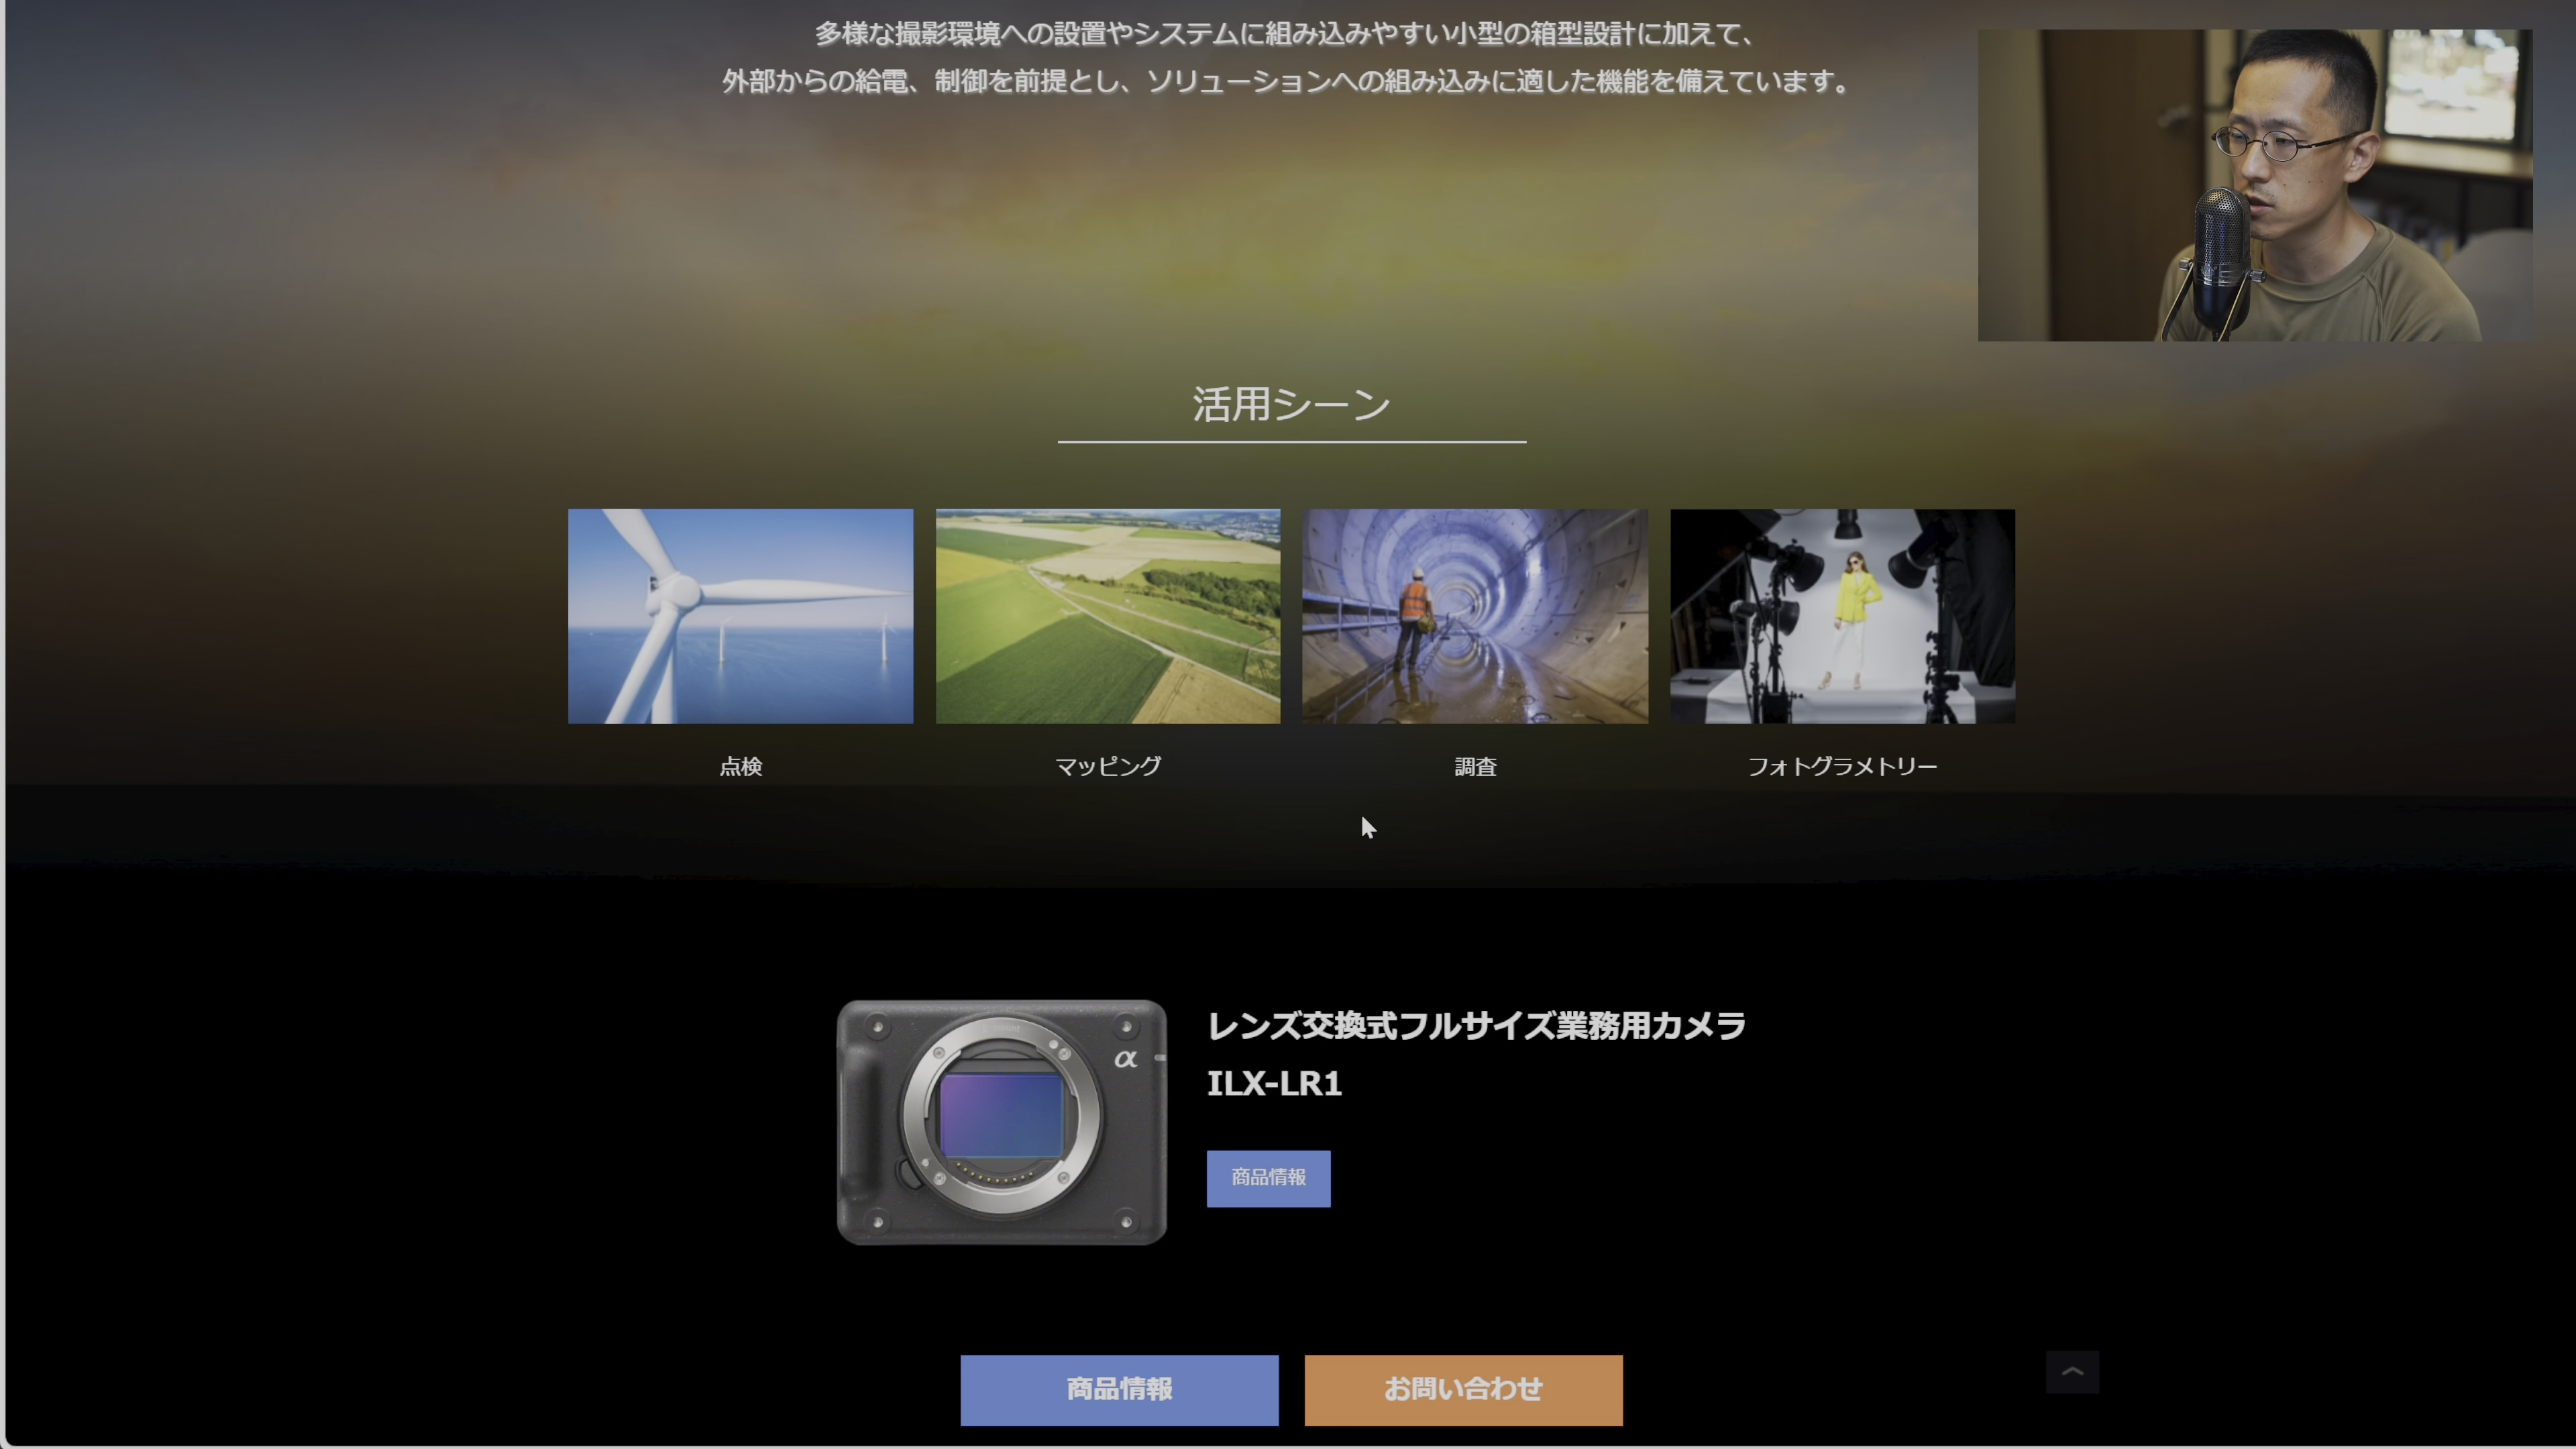 多様な撮影環境への設置やシステムに組み込みやすい小型の箱型設計に加えて、
外部からの給電、制御を前提とし、ソリューションへの組み込みに適した機能を備えています。
活用シーン
点検
マッピング
調査
フォトグラメトリー
α
レンズ交換式フルサイズ業務用カメラ
ILX-LR1
商品情報
商品情報
お問い合わせ